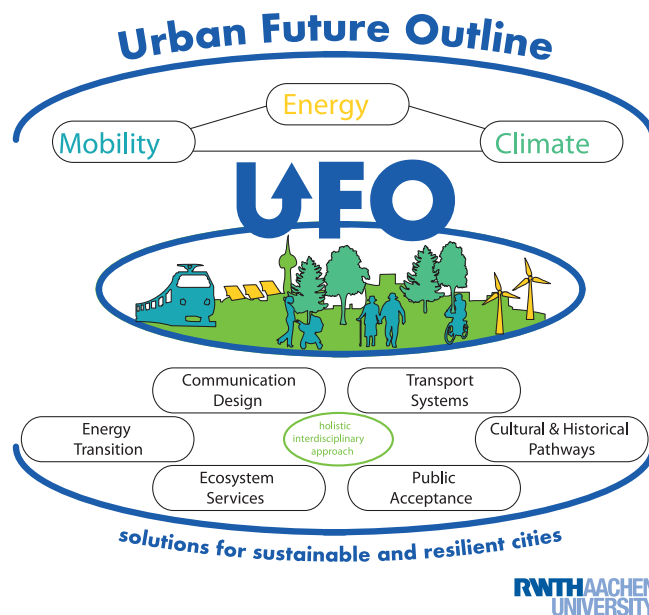 Urban Future Outline
Energy
Mobility
Climate
UFO
Communication
Design
Transport
Systems
Energy
Transition
holistic
interdisciplinary
approach
Cultural & Historical
Pathways
Ecosystem
Services
Public
Acceptance
solutions for sustainable and resilient cities
RWTHAACHEN
UNIVERSITY